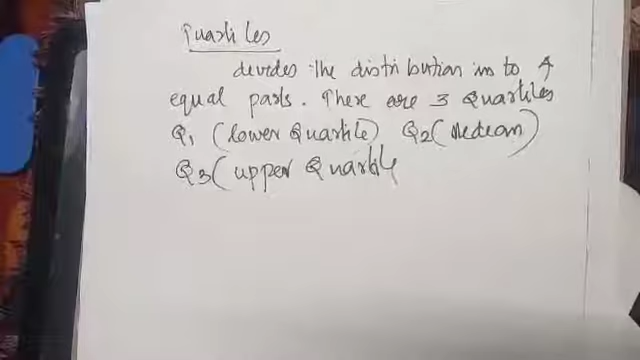 Quartiles
devides the distribution in to 4
equal parts. There are 3 Quartiles
Q1 (lower Quartile) Q2 (Median)
Q3 (upper Quartile